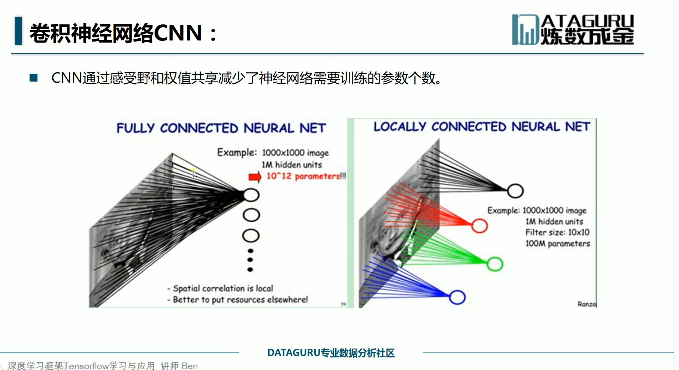 卷积神经网络CNN：
DATAGURU
炼数成金
CNN通过感受野和权值共享减少了神经网络需要训练的参数个数。
FULLY CONNECTED NEURAL NET
Example: 1000x1000 image
1M hidden units
10^12 parameters!!!
- Spatial correlation is local
- Better to put resources elsewhere!
LOCALLY CONNECTED NEURAL NET
Example: 1000x1000 image
1M hidden units
Filter size: 10x10
100M parameters
Ranzo
DATAGURU专业数据分析社区
深度学习框架Tensorflow学习与应用 讲师 Ben